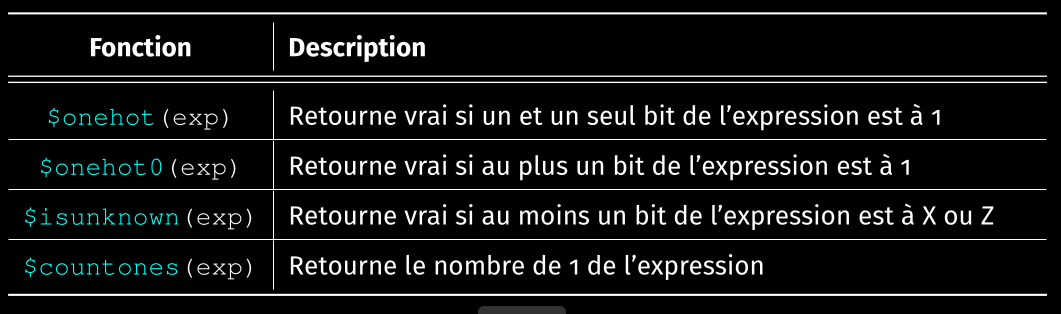 Fonction Description
$onehot(exp) Retourne vrai si un et un seul bit de l’expression est à 1
$onehot0(exp) Retourne vrai si au plus un bit de l’expression est à 1
$isunknown(exp) Retourne vrai si au moins un bit de l’expression est à X ou Z
$countones(exp) Retourne le nombre de 1 de l’expression